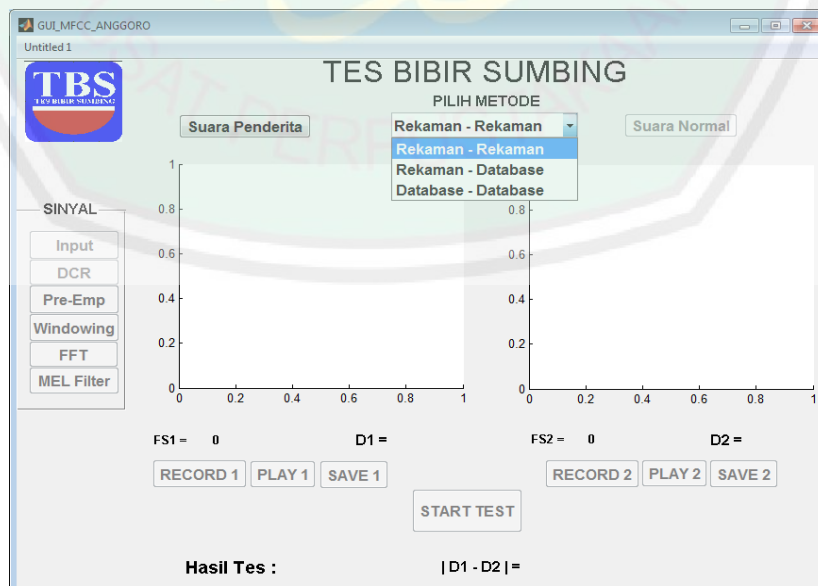 GUI_MFCC_ANGGORO
Untitled 1
TBS
TES BIBIR SUMBING
TES BIBIR SUMBING
PILIH METODE
Suara Penderita
Rekaman - Rekaman
Suara Normal
Rekaman - Rekaman
Rekaman - Database
Database - Database
SINYAL
Input
DCR
Pre-Emp
Windowing
FFT
MEL Filter
1
0.8
0.6
0.4
0.2
0
0 0.2 0.4 0.6 0.8 1
0.8
0.6
0.4
0.2
0
0 0.2 0.4 0.6 0.8 1
FS1 = 0 D1 =
FS2 = 0 D2 =
RECORD 1 PLAY 1 SAVE 1
RECORD 2 PLAY 2 SAVE 2
START TEST
Hasil Tes : | D1 - D2 | =